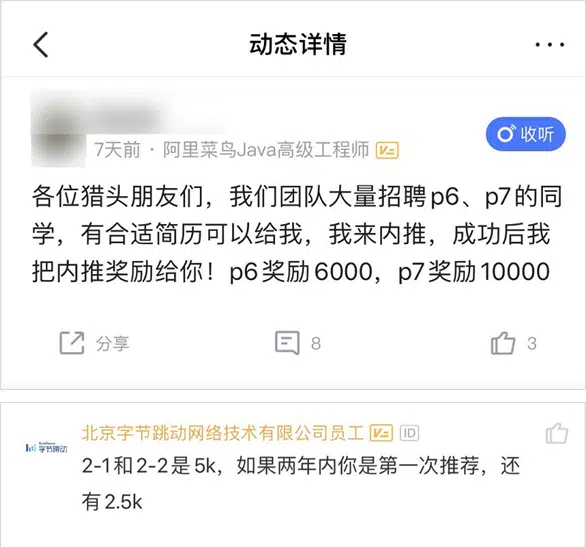 动态详情
7天前 · 阿里菜鸟Java高级工程师
收听
各位猎头朋友们，我们团队大量招聘p6、p7的同
学，有合适简历可以给我，我来内推，成功后我
把内推奖励给你！p6奖励6000，p7奖励10000
分享
8
3
北京字节跳动网络技术有限公司员工 ID
字节跳动
2-1和2-2是5k，如果两年内你是第一次推荐，还
有2.5k